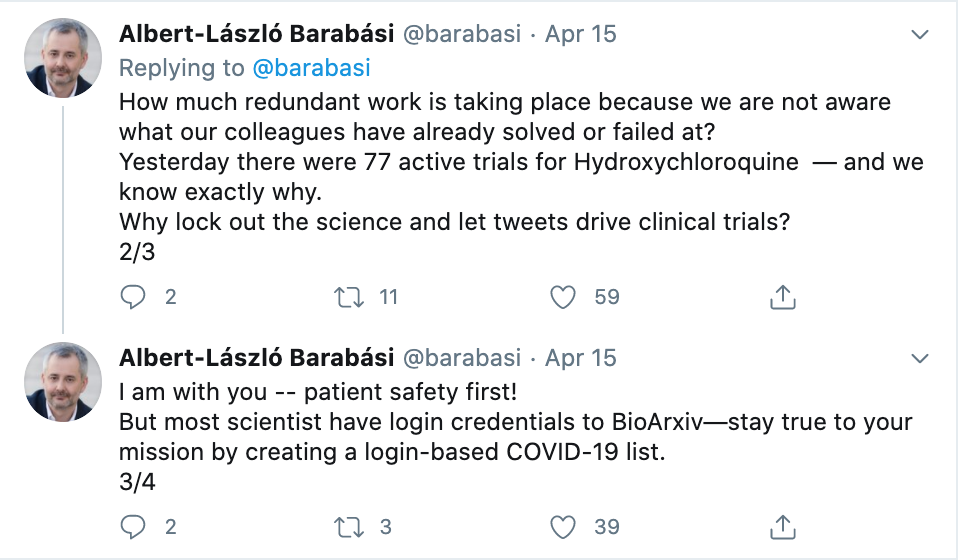 Albert-László Barabási @barabasi · Apr 15
Replying to @barabasi
How much redundant work is taking place because we are not aware
what our colleagues have already solved or failed at?
Yesterday there were 77 active trials for Hydroxychloroquine — and we
know exactly why.
Why lock out the science and let tweets drive clinical trials?
2/3
2 11 59
Albert-László Barabási @barabasi · Apr 15
I am with you -- patient safety first!
But most scientist have login credentials to BioArxiv—stay true to your
mission by creating a login-based COVID-19 list.
3/4
2 3 39